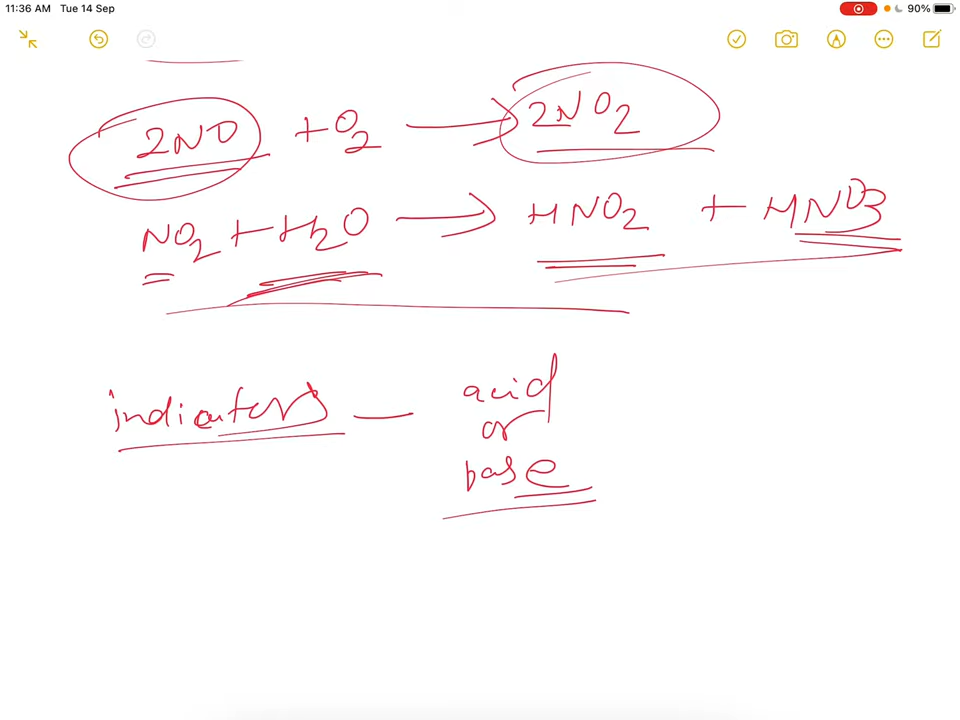 11:36 AM Tue 14 Sep 90%
2NO + O2 → 2NO2
NO2 + H2O → HNO2 + HNO3
indicators — acid
or
base